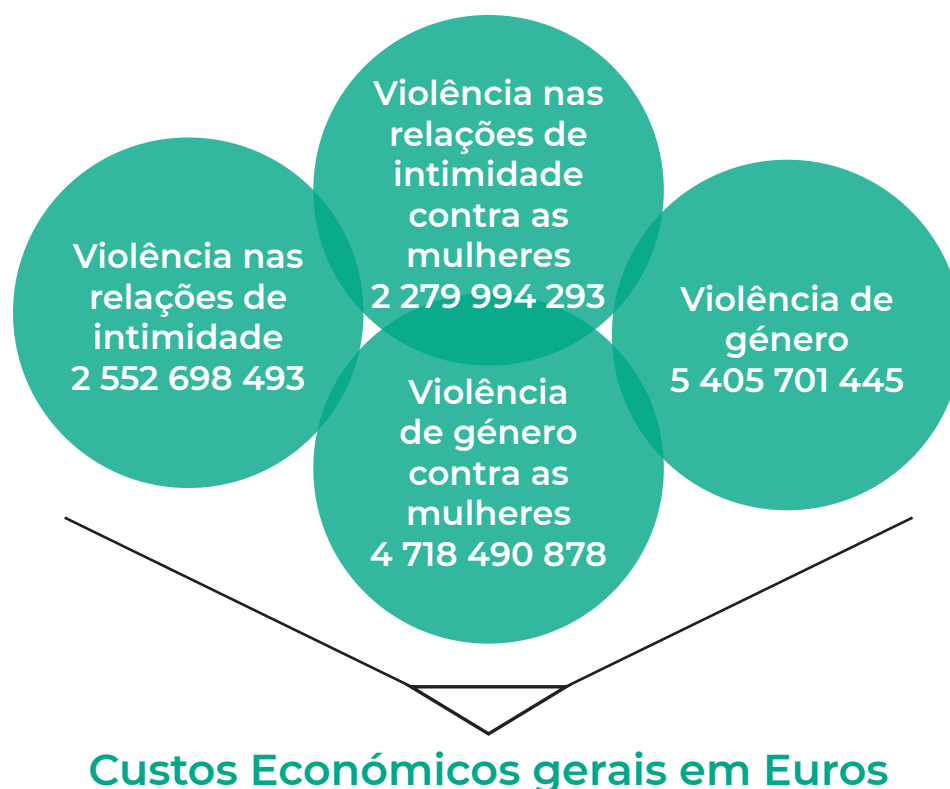 Violência nas
relações de
intimidade
contra as
mulheres
2 279 994 293
Violência nas
relações de
intimidade
2 552 698 493
Violência de
género
5 405 701 445
Violência
de género
contra as
mulheres
4 718 490 878
Custos Económicos gerais em Euros